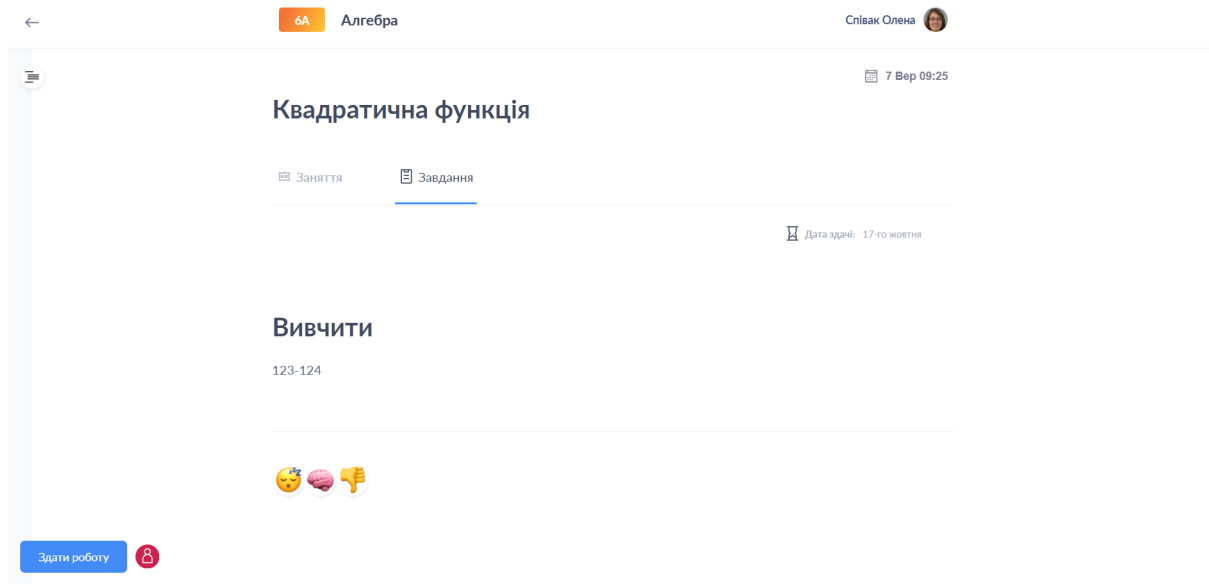 6А Алгебра Співак Олена
7 Вер 09:25
Квадратична функція
Заняття Завдання
Дата здачі: 17-го жовтня
Вивчити
123-124
Здати роботу